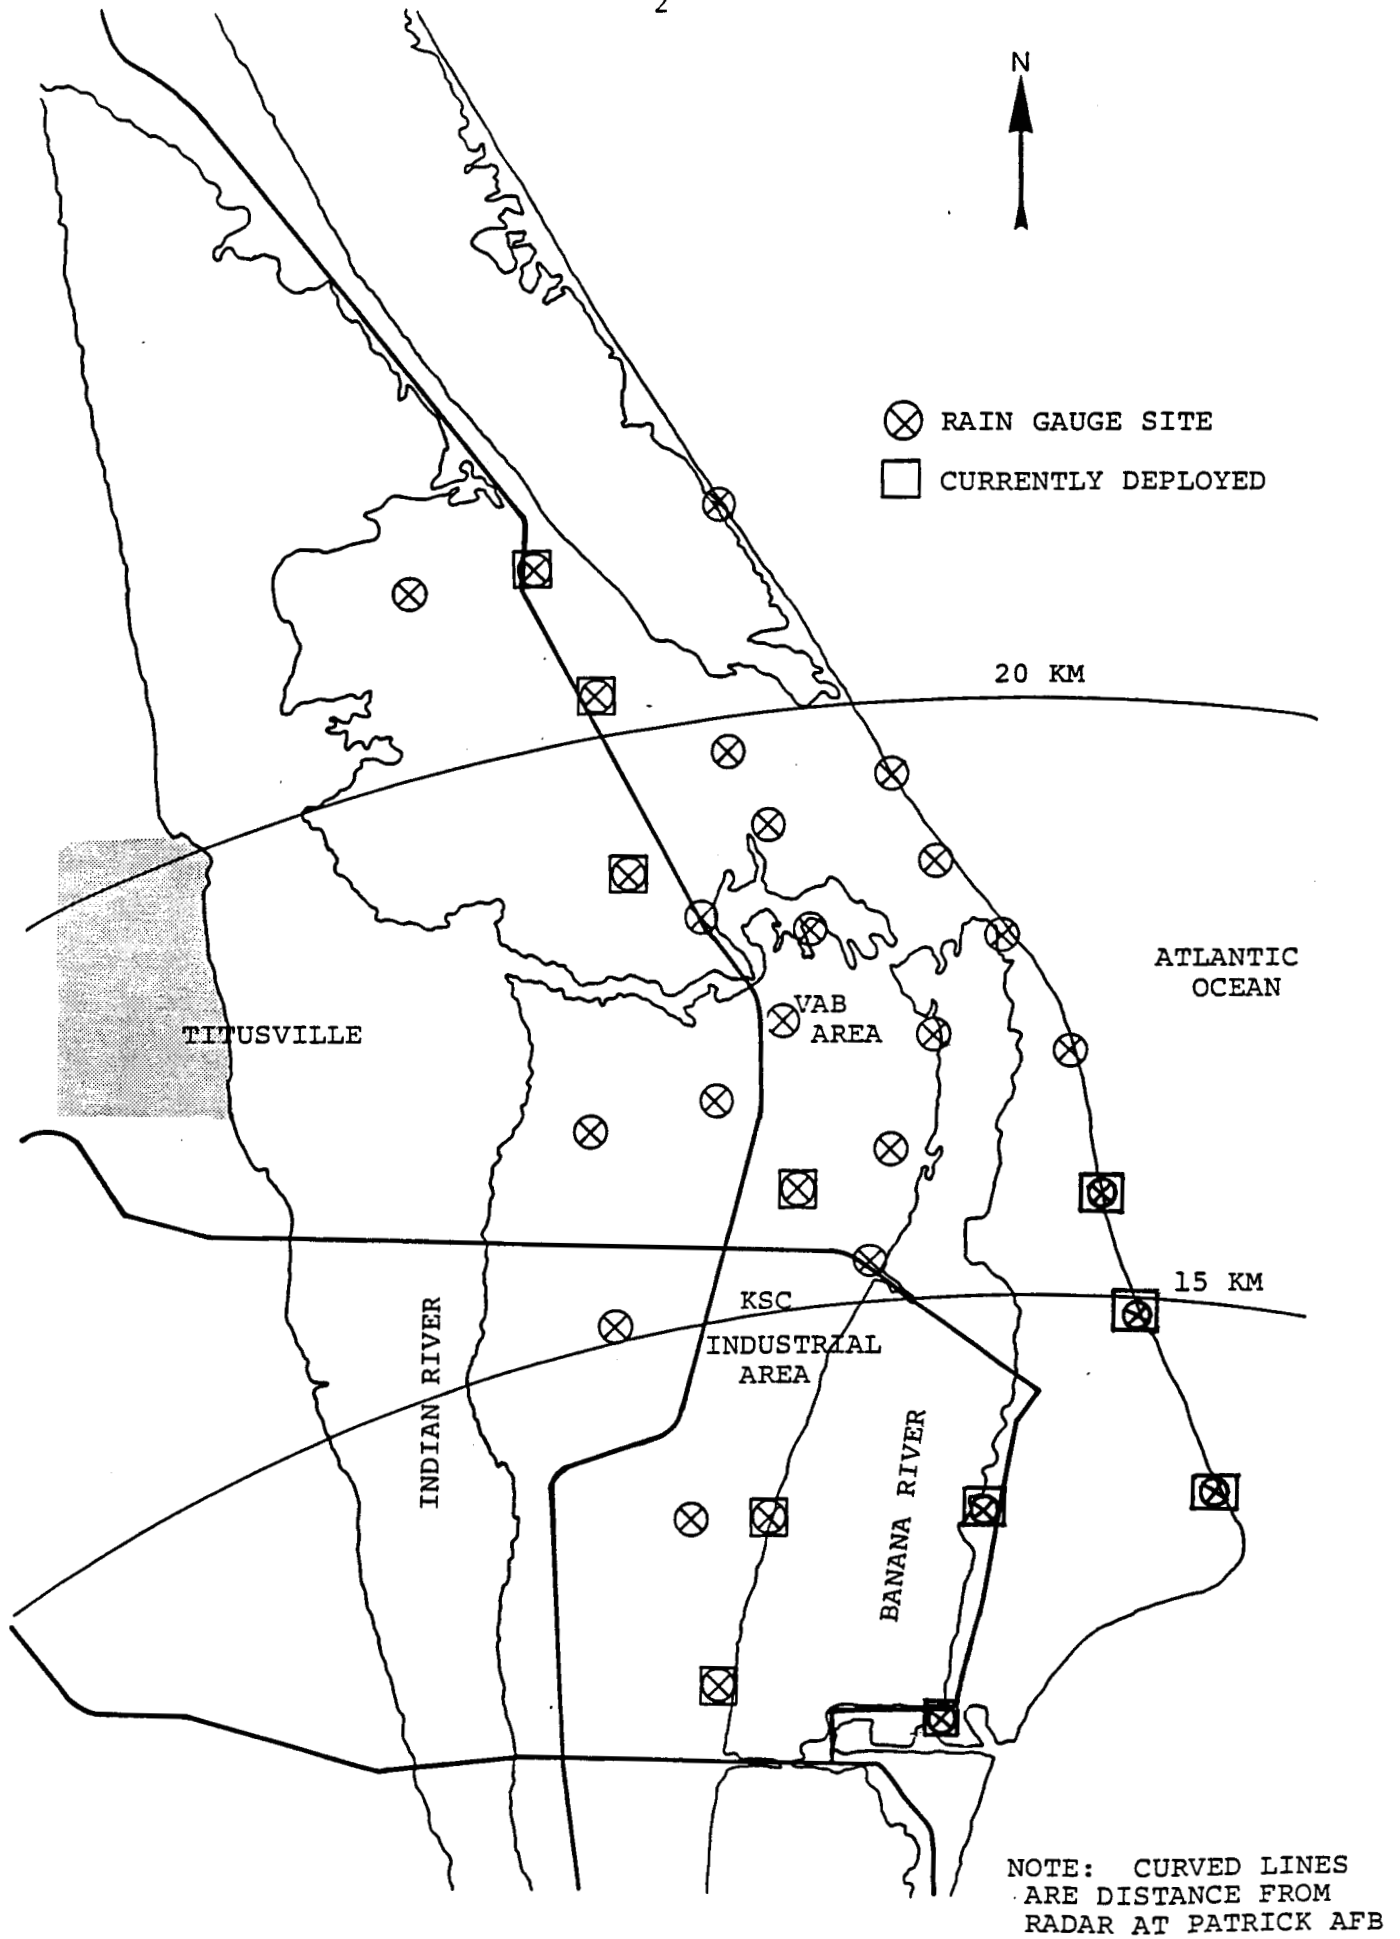 2
N
RAIN GAUGE SITE
CURRENTLY DEPLOYED
20 KM
ATLANTIC
OCEAN
VAB
AREA
TITUSVILLE
15 KM
KSC
INDUSTRIAL
AREA
INDIAN RIVER
BANANA RIVER
NOTE: CURVED LINES
ARE DISTANCE FROM
RADAR AT PATRICK AFB